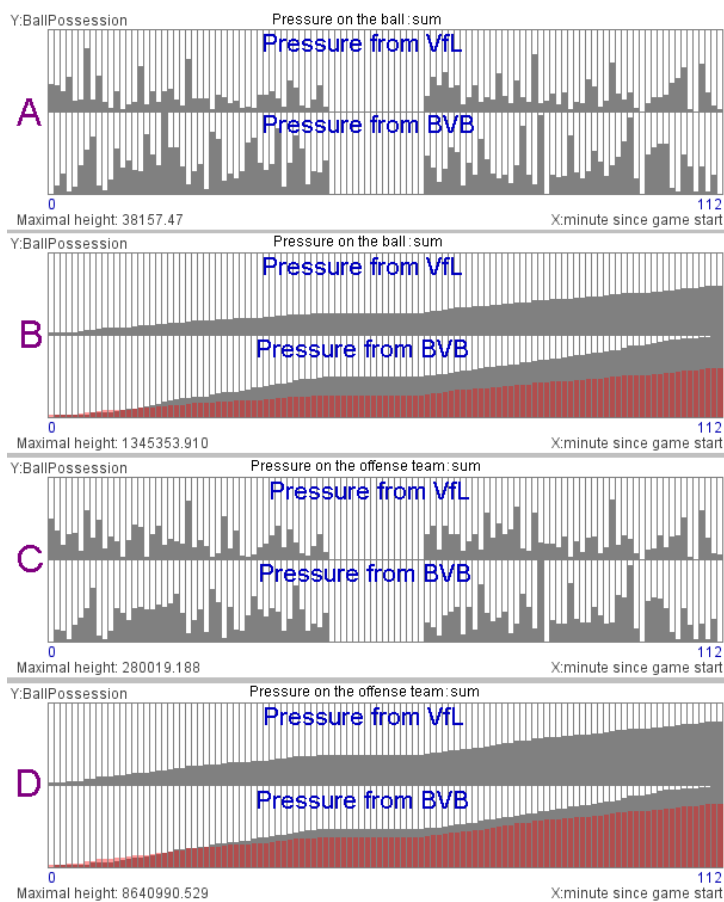 Y:BallPossession Pressure on the ball:sum
Pressure from VfL
A
Pressure from BVB
0 112
Maximal height: 38157.47 X:minute since game start
Y:BallPossession Pressure on the ball:sum
Pressure from VfL
B
Pressure from BVB
0 112
Maximal height: 1345353.910 X:minute since game start
Y:BallPossession Pressure on the offense team:sum
Pressure from VfL
C
Pressure from BVB
0 112
Maximal height: 280019.188 X:minute since game start
Y:BallPossession Pressure on the offense team:sum
Pressure from VfL
D
Pressure from BVB
0 112
Maximal height: 8640990.529 X:minute since game start